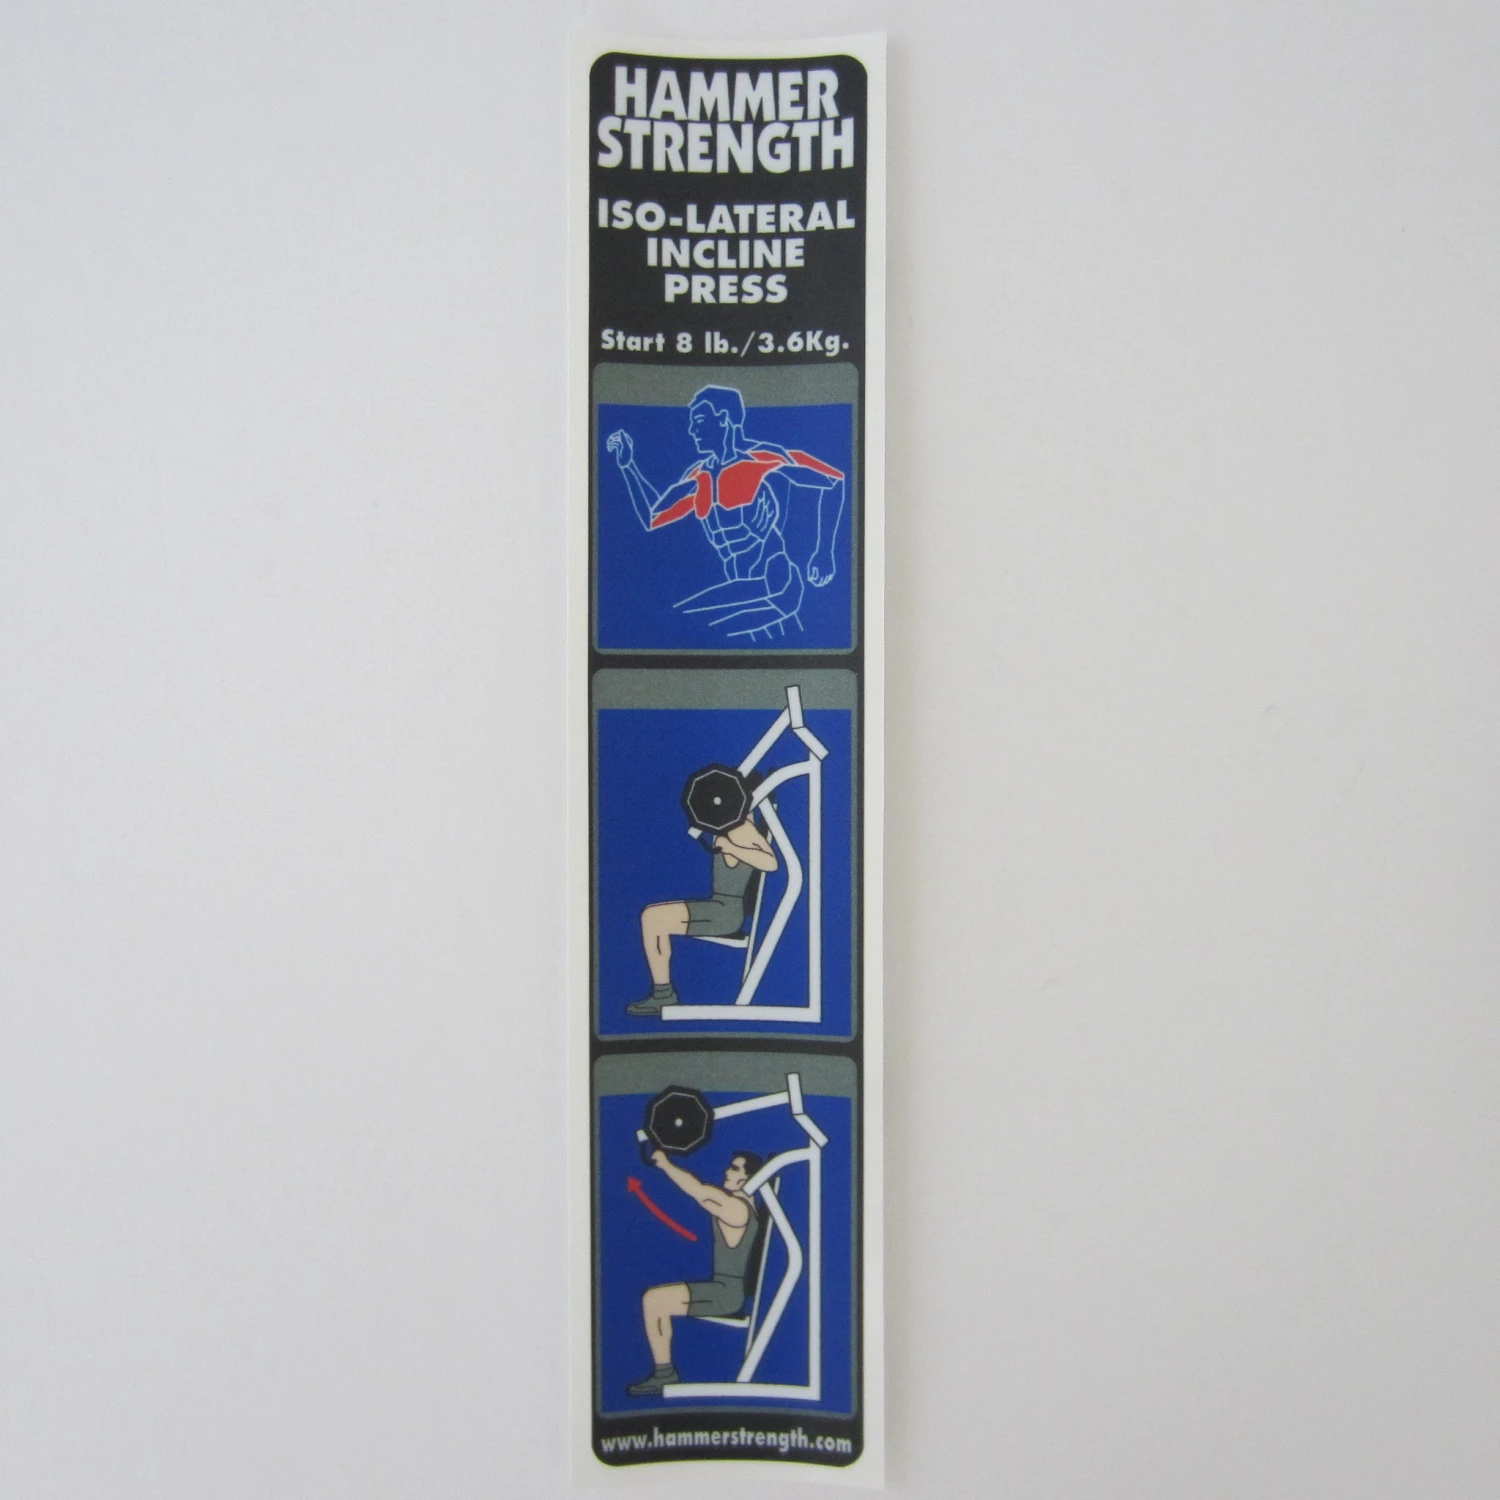 HAMMER
STRENGTH
ISO-LATERAL
INCLINE
PRESS
Start 8 lb./3.6Kg.
www.hammerstrength.com